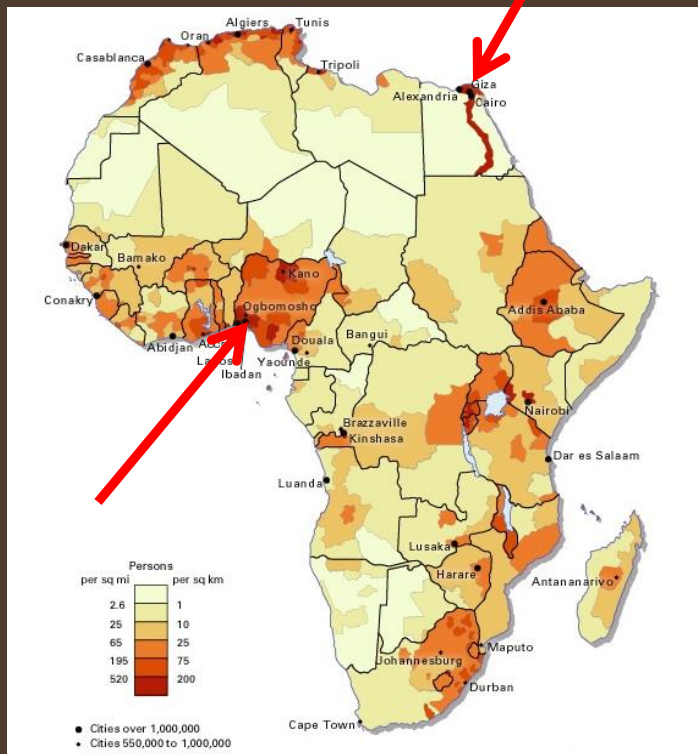 Algiers
Tunis
Oran
Casablanca
Tripoli
Giza
Alexandria
Cairo
Dakar
Bamako
Kano
Conakry
Ogbomosho
Addis Ababa
Abidjan
Douala
Bangui
Yaounde
Ibadan
Nairobi
Brazzaville
Kinshasa
Dar es Salaam
Luanda
Lusaka
Harare
Antananarivo
Persons
per sq mi per sq km
2.6 1
25 10
65 25
195 75
520 200
Maputo
Johannesburg
Durban
Cape Town
Cities over 1,000,000
Cities 550,000 to 1,000,000